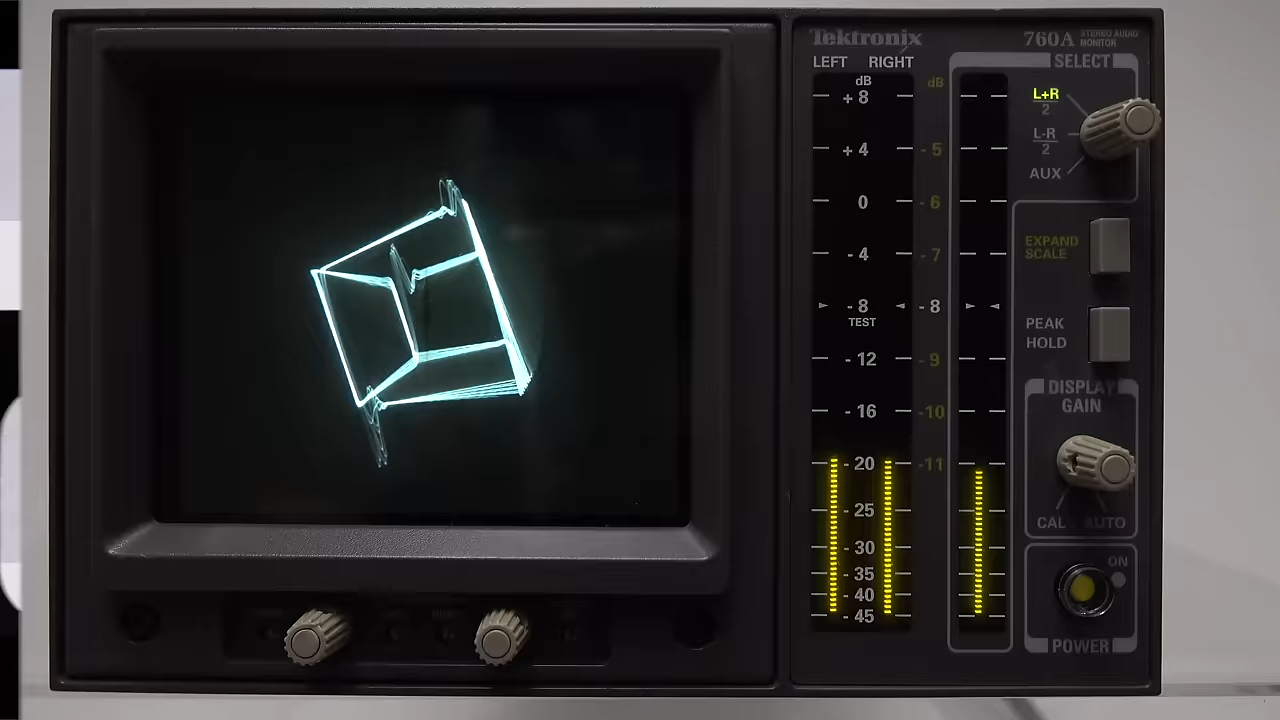 Tektronix
760A STEREO AUDIO
MONITOR
LEFT RIGHT
SELECT
dB dB
+ 8
L+R
2
+ 4 - 5
L-R
2
AUX
0 - 6
EXPAND
SCALE
- 4 - 7
- 8 - 8
TEST
PEAK
HOLD
- 12 - 9
DISPLAY
GAIN
- 16 -10
- 20 -11
- 25
CAL AUTO
- 30
ON
- 35
- 40
- 45
POWER